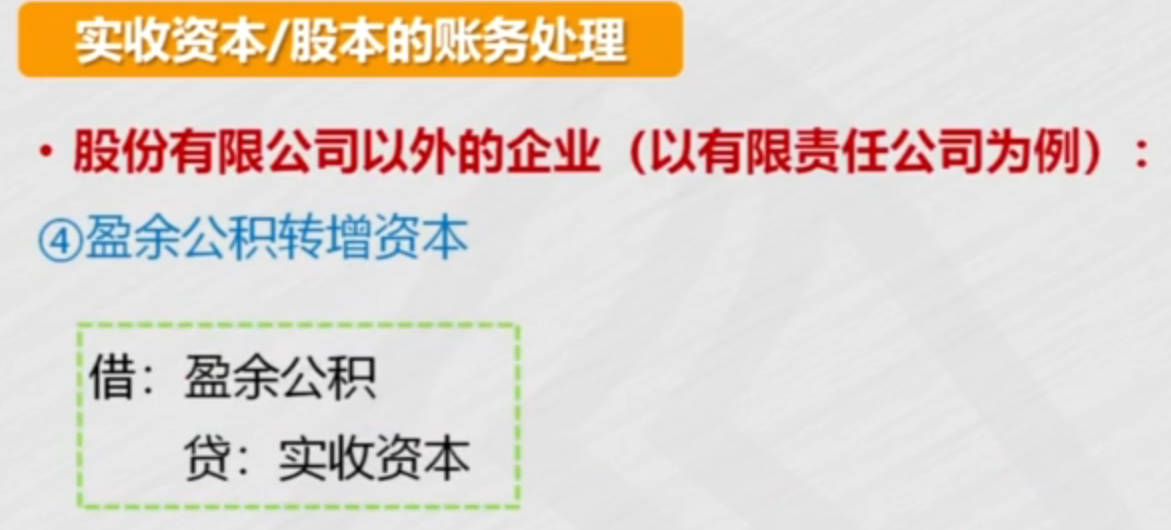 实收资本/股本的账务处理
• 股份有限公司以外的企业（以有限责任公司为例）：
④盈余公积转增资本
借：盈余公积
贷：实收资本